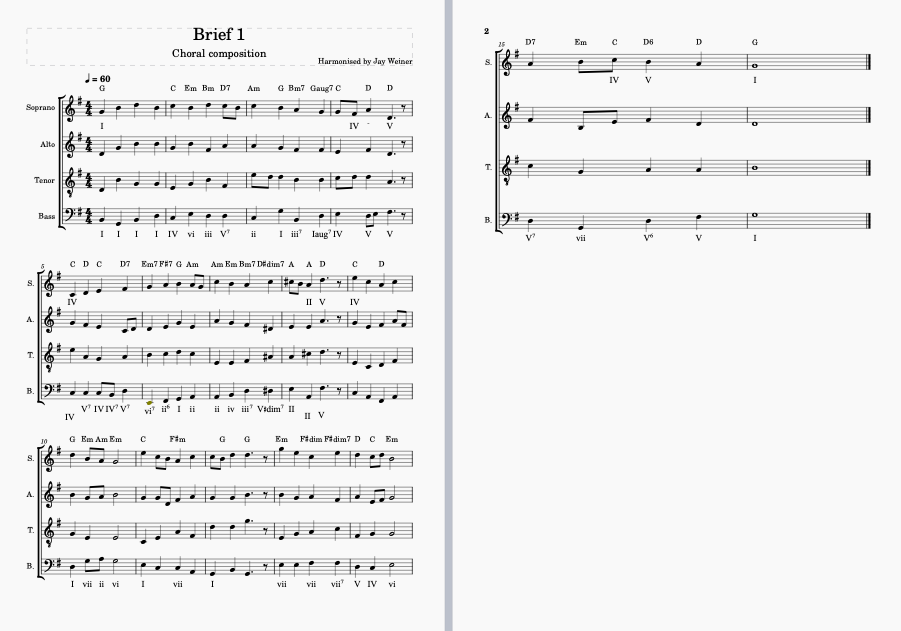 Brief 1
Choral composition
Harmonised by Jay Weiner
♩ = 60
G C Em Bm D7 Am G Bm7 Gaug7 C D D
Soprano
I IV - V
Alto
Tenor
Bass
I I I I IV vi iii V7 ii I iii7 Iaug7 IV V V
5
C D C D7 Em7 F#7 G Am Am Em Bm7 D#dim7 A A D C D
S.
IV II V IV
A.
T.
B.
IV V7 IV IV7 V7 vi7 ii6 I ii ii iv iii7 V#dim7 II II V
10
G Em Am Em C F#m G G Em F#dim F#dim7 D C Em
S.
A.
T.
B.
I vii ii vi I vii I vii vii vii7 V IV vi
2
15
D7 Em C D6 D G
S.
IV V I
A.
T.
B.
V7 vii V6 V I